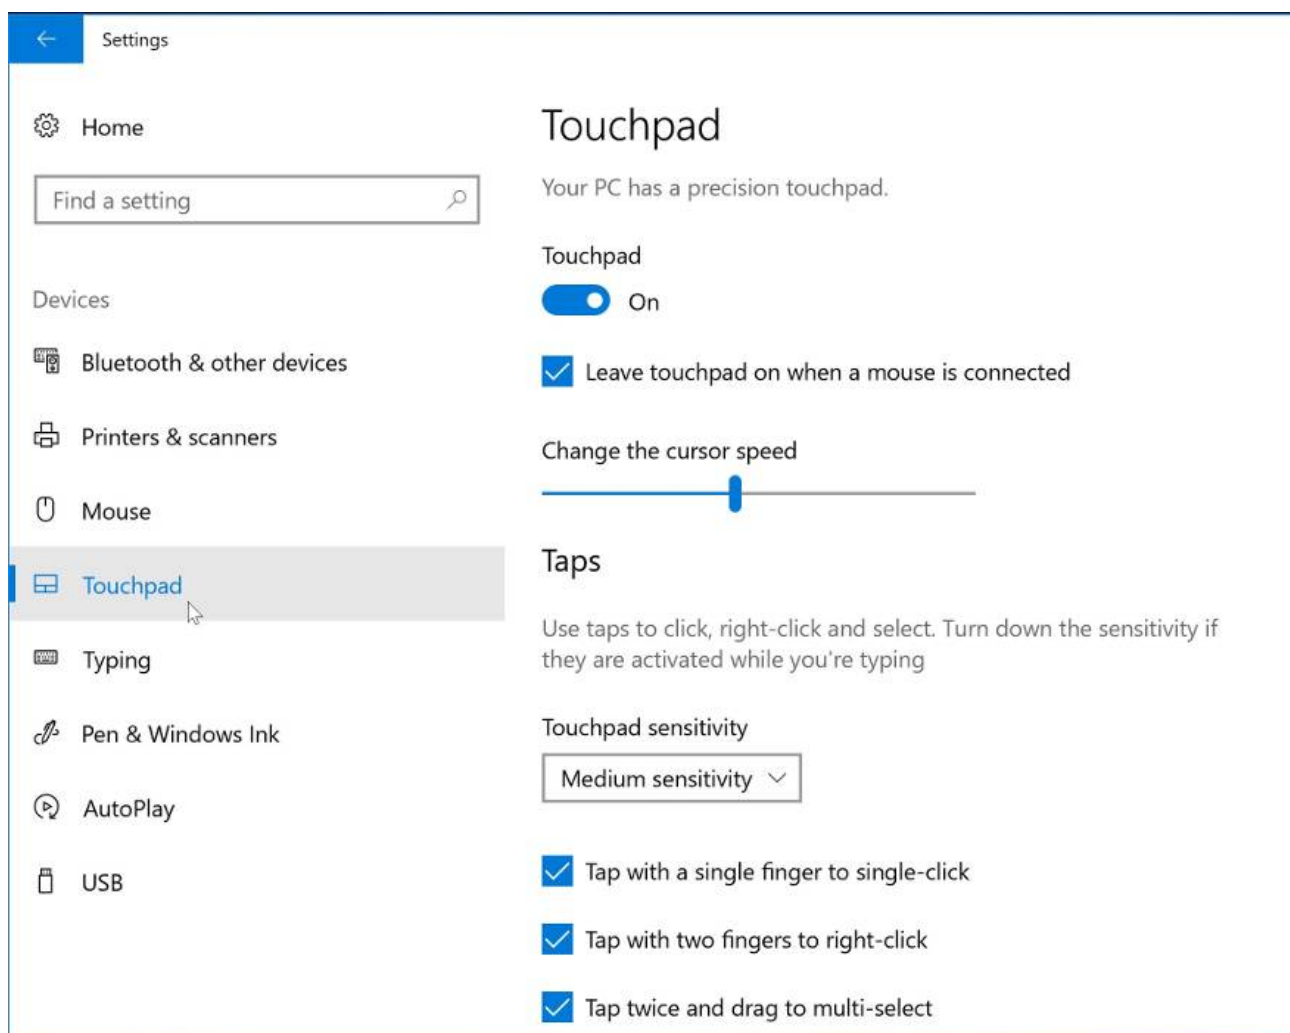 Settings
Home
Find a setting
Devices
Bluetooth & other devices
Printers & scanners
Mouse
Touchpad
Typing
Pen & Windows Ink
AutoPlay
USB
Touchpad
Your PC has a precision touchpad.
Touchpad
On
Leave touchpad on when a mouse is connected
Change the cursor speed
Taps
Use taps to click, right-click and select. Turn down the sensitivity if
they are activated while you're typing
Touchpad sensitivity
Medium sensitivity
Tap with a single finger to single-click
Tap with two fingers to right-click
Tap twice and drag to multi-select